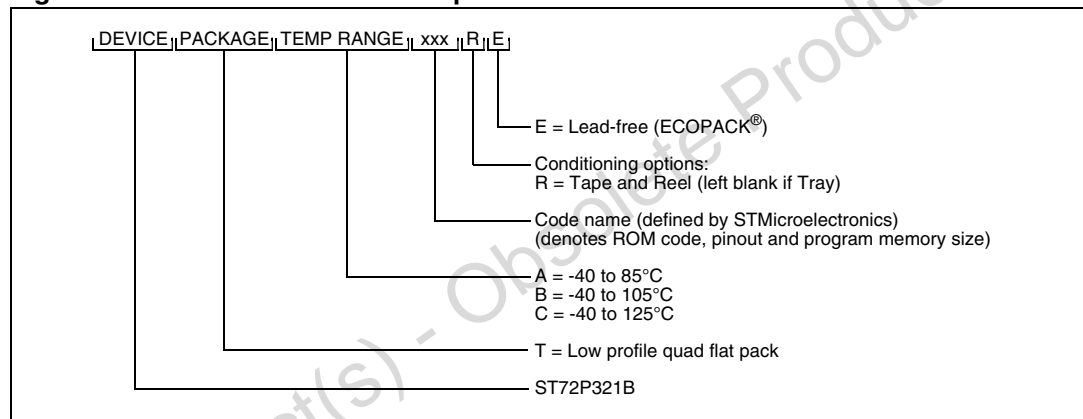 DEVICE PACKAGE TEMP RANGE xxx R E
E = Lead-free (ECOPACK®)
Conditioning options:
R = Tape and Reel (left blank if Tray)
Code name (defined by STMicroelectronics)
(denotes ROM code, pinout and program memory size)
A = -40 to 85°C
B = -40 to 105°C
C = -40 to 125°C
T = Low profile quad flat pack
ST72P321B
- Obsolete